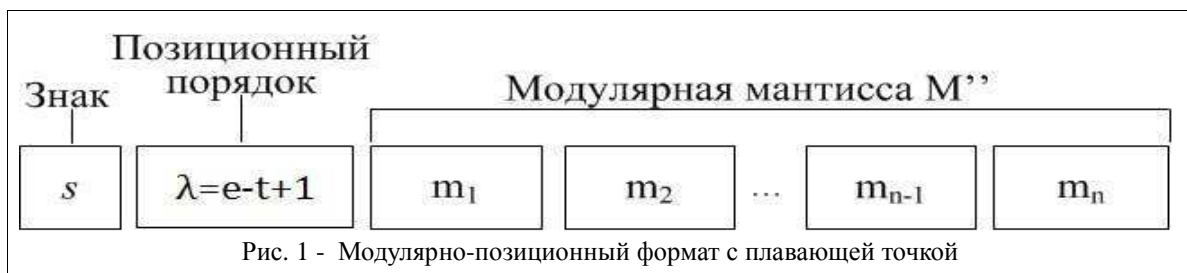 Позиционный
порядок
Знак
Модулярная мантисса M’’
s λ=e-t+1 m₁ m₂ ... mₙ₋₁ mₙ
Рис. 1 - Модулярно-позиционный формат с плавающей точкой